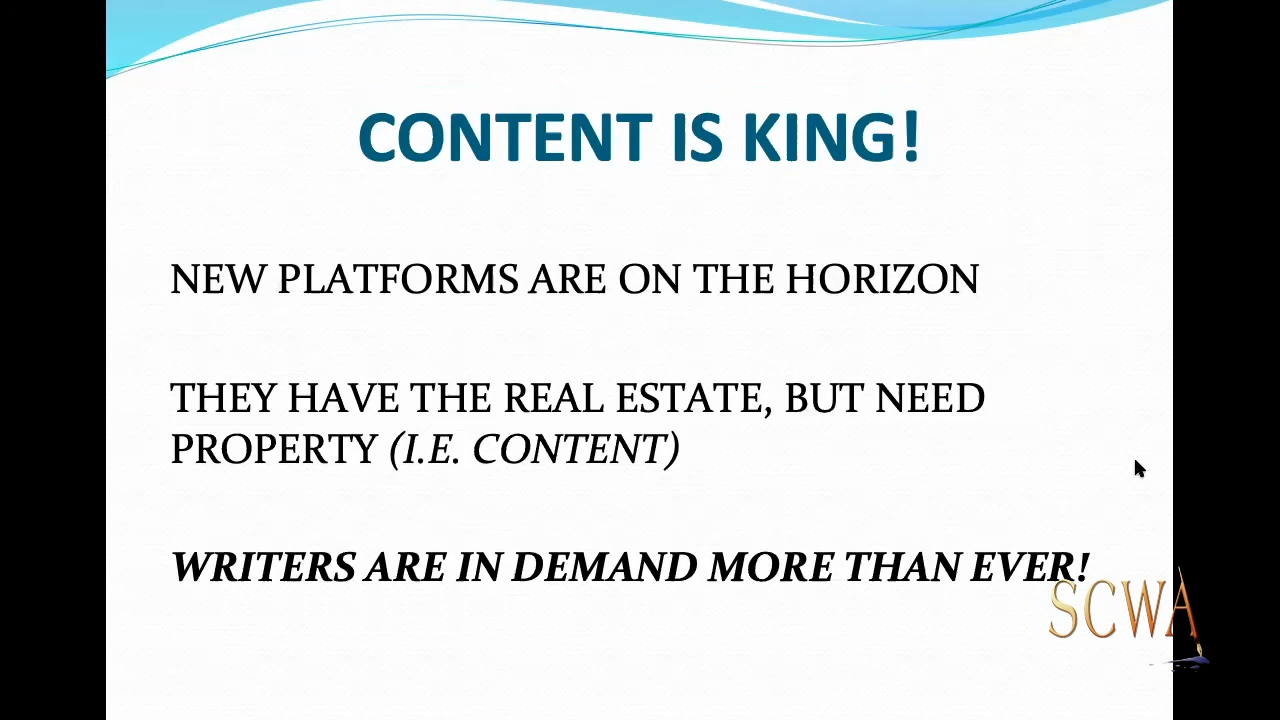 CONTENT IS KING!
NEW PLATFORMS ARE ON THE HORIZON
THEY HAVE THE REAL ESTATE, BUT NEED
PROPERTY (I.E. CONTENT)
WRITERS ARE IN DEMAND MORE THAN EVER!
SCWA